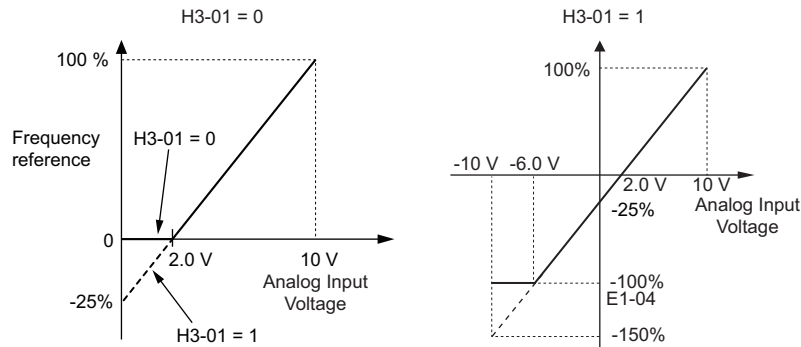 H3-01 = 0
100 %
Frequency
reference
H3-01 = 0
0
2.0 V
10 V
Analog Input
Voltage
-25%
H3-01 = 1
H3-01 = 1
100%
-10 V
-6.0 V
2.0 V
10 V
Analog Input
Voltage
-25%
-100%
E1-04
-150%